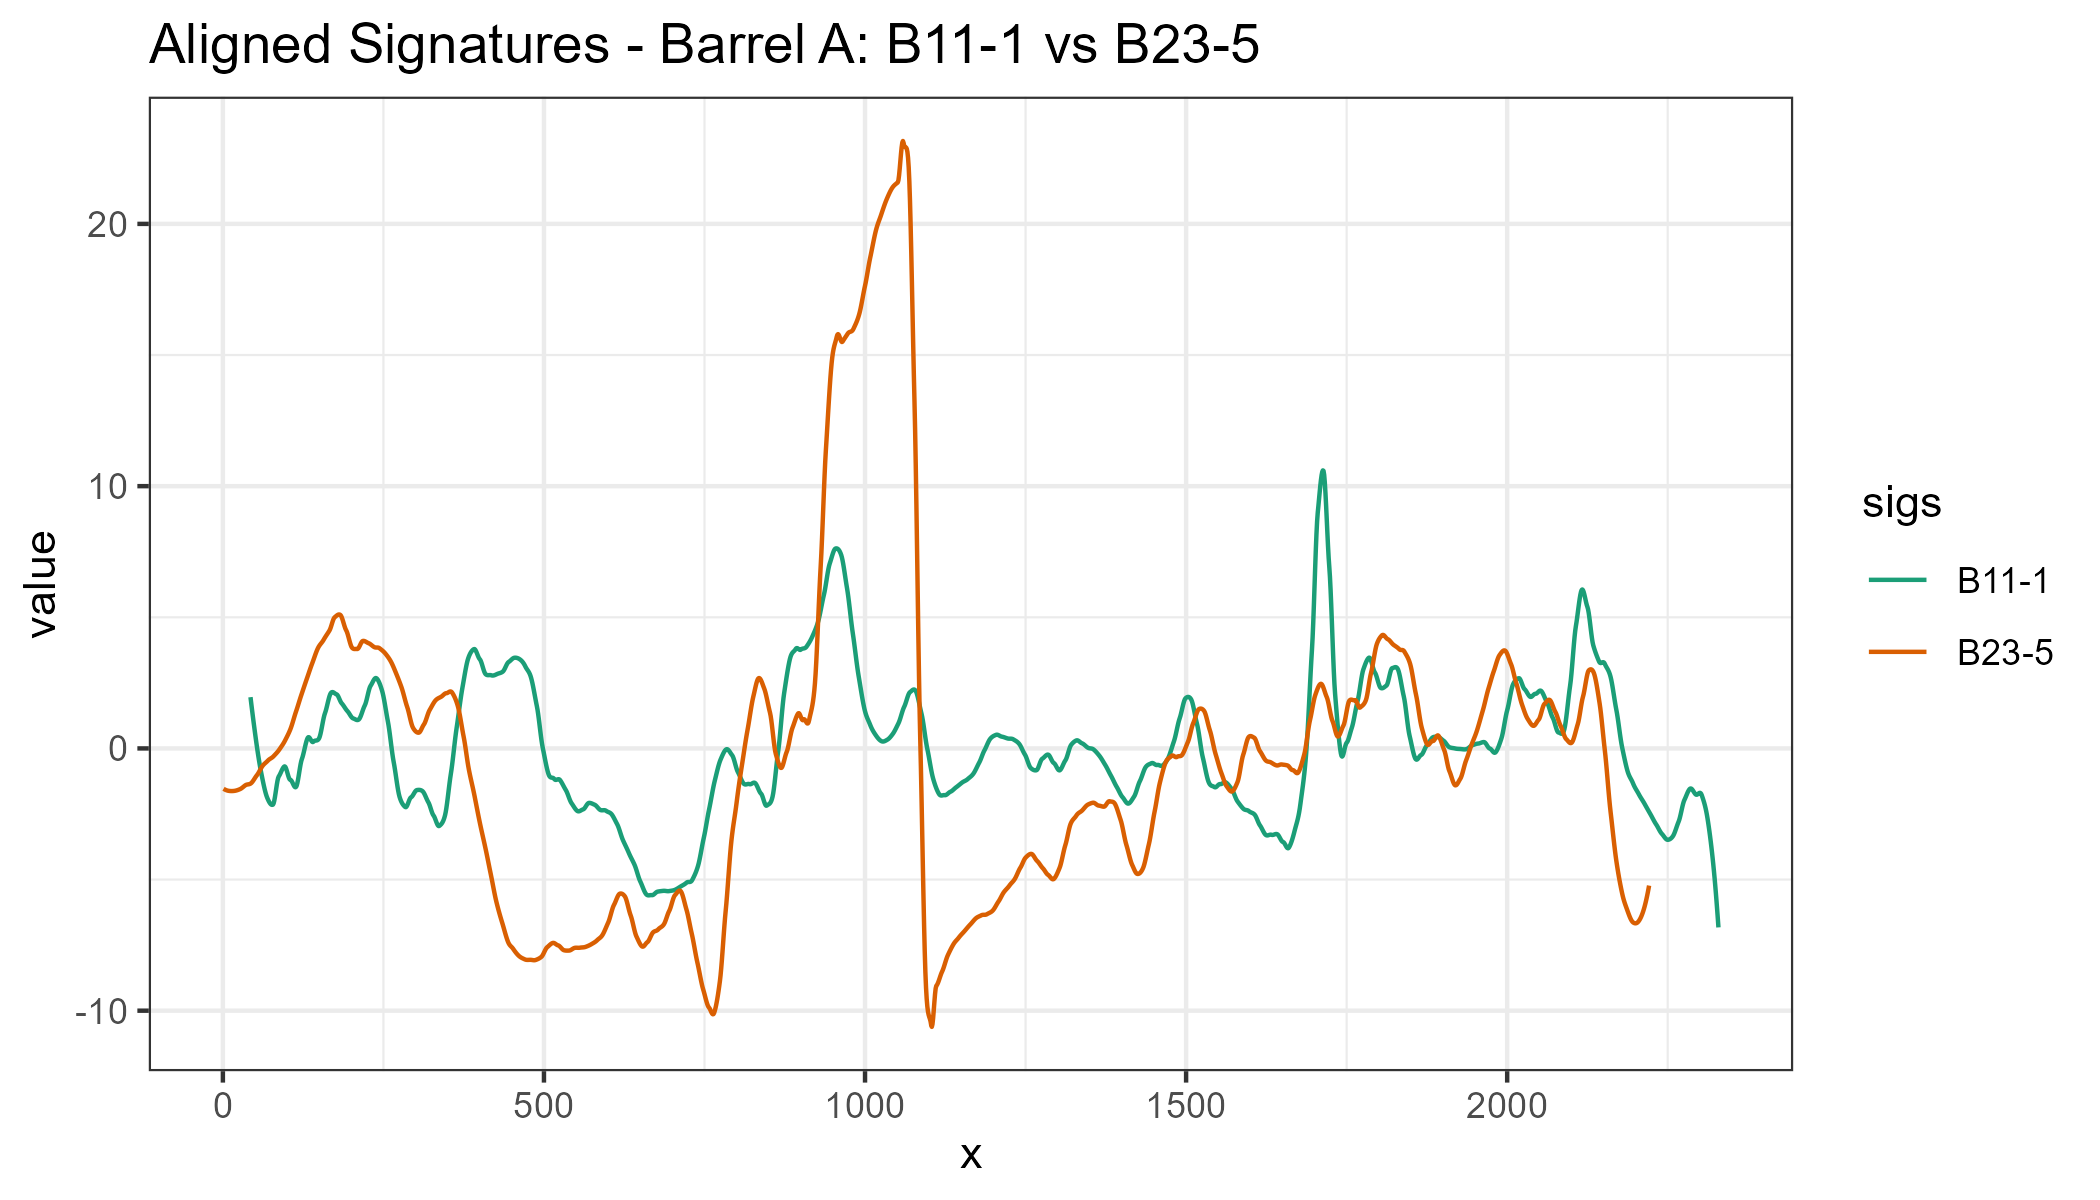 Aligned Signatures - Barrel A: B11-1 vs B23-5
value
20
10
0
-10
0 500 1000 1500 2000
x
sigs
B11-1
B23-5